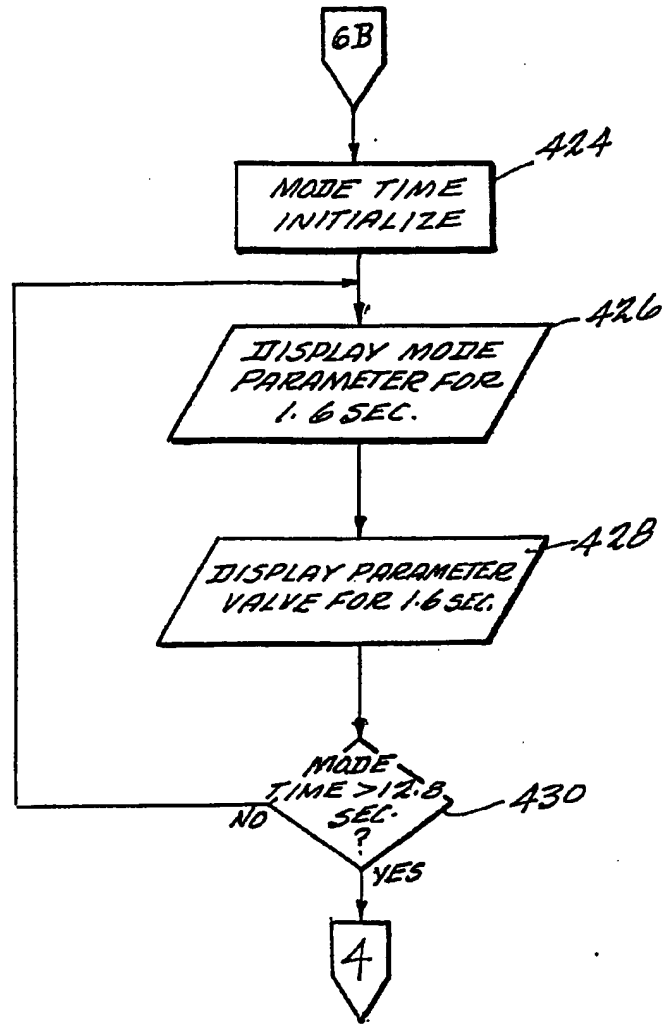 6B
424
MODE TIME
INITIALIZE
426
DISPLAY MODE
PARAMETER FOR
1.6 SEC.
428
DISPLAY PARAMETER
VALVE FOR 1.6 SEC.
MODE
TIME >12.8
SEC.
?
430
NO
YES
4